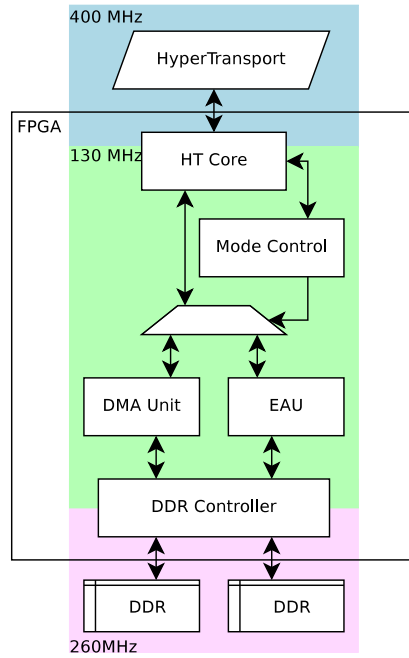 400 MHz
HyperTransport
FPGA
130 MHz
HT Core
Mode Control
DMA Unit
EAU
DDR Controller
DDR
DDR
260MHz